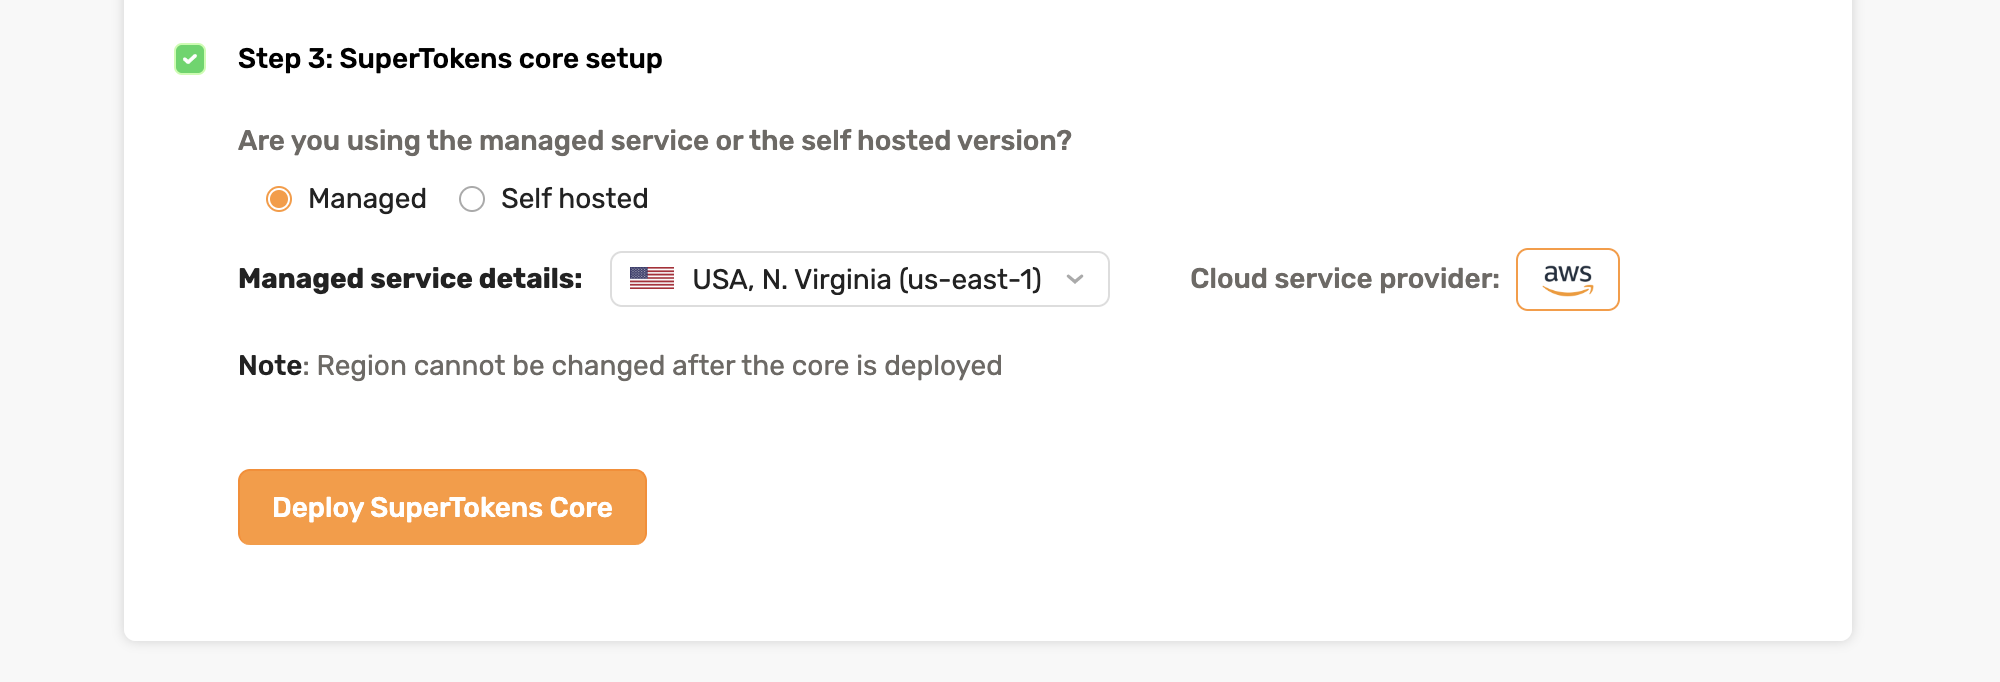 Step 3: SuperTokens core setup
Are you using the managed service or the self hosted version?
Managed Self hosted
Managed service details: USA, N. Virginia (us-east-1) Cloud service provider: aws
Note: Region cannot be changed after the core is deployed
Deploy SuperTokens Core